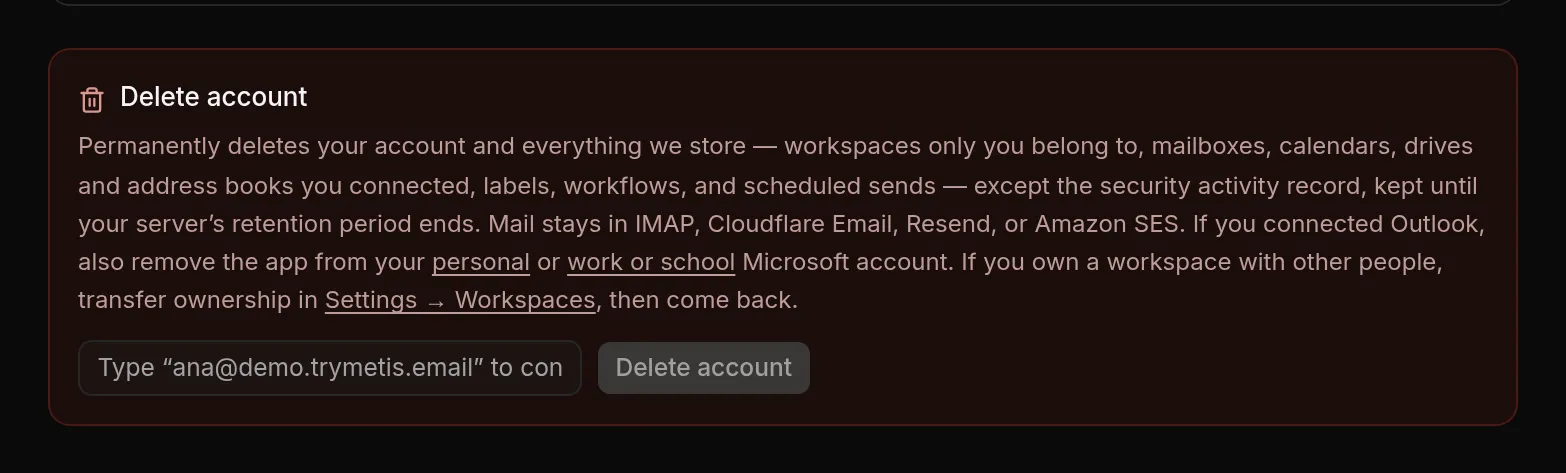 Delete account
Permanently deletes your account and everything we store — workspaces only you belong to, mailboxes, calendars, drives
and address books you connected, labels, workflows, and scheduled sends — except the security activity record, kept until
your server’s retention period ends. Mail stays in IMAP, Cloudflare Email, Resend, or Amazon SES. If you connected Outlook,
also remove the app from your personal or work or school Microsoft account. If you own a workspace with other people,
transfer ownership in Settings → Workspaces, then come back.
Type “ana@demo.trymetis.email” to con
Delete account